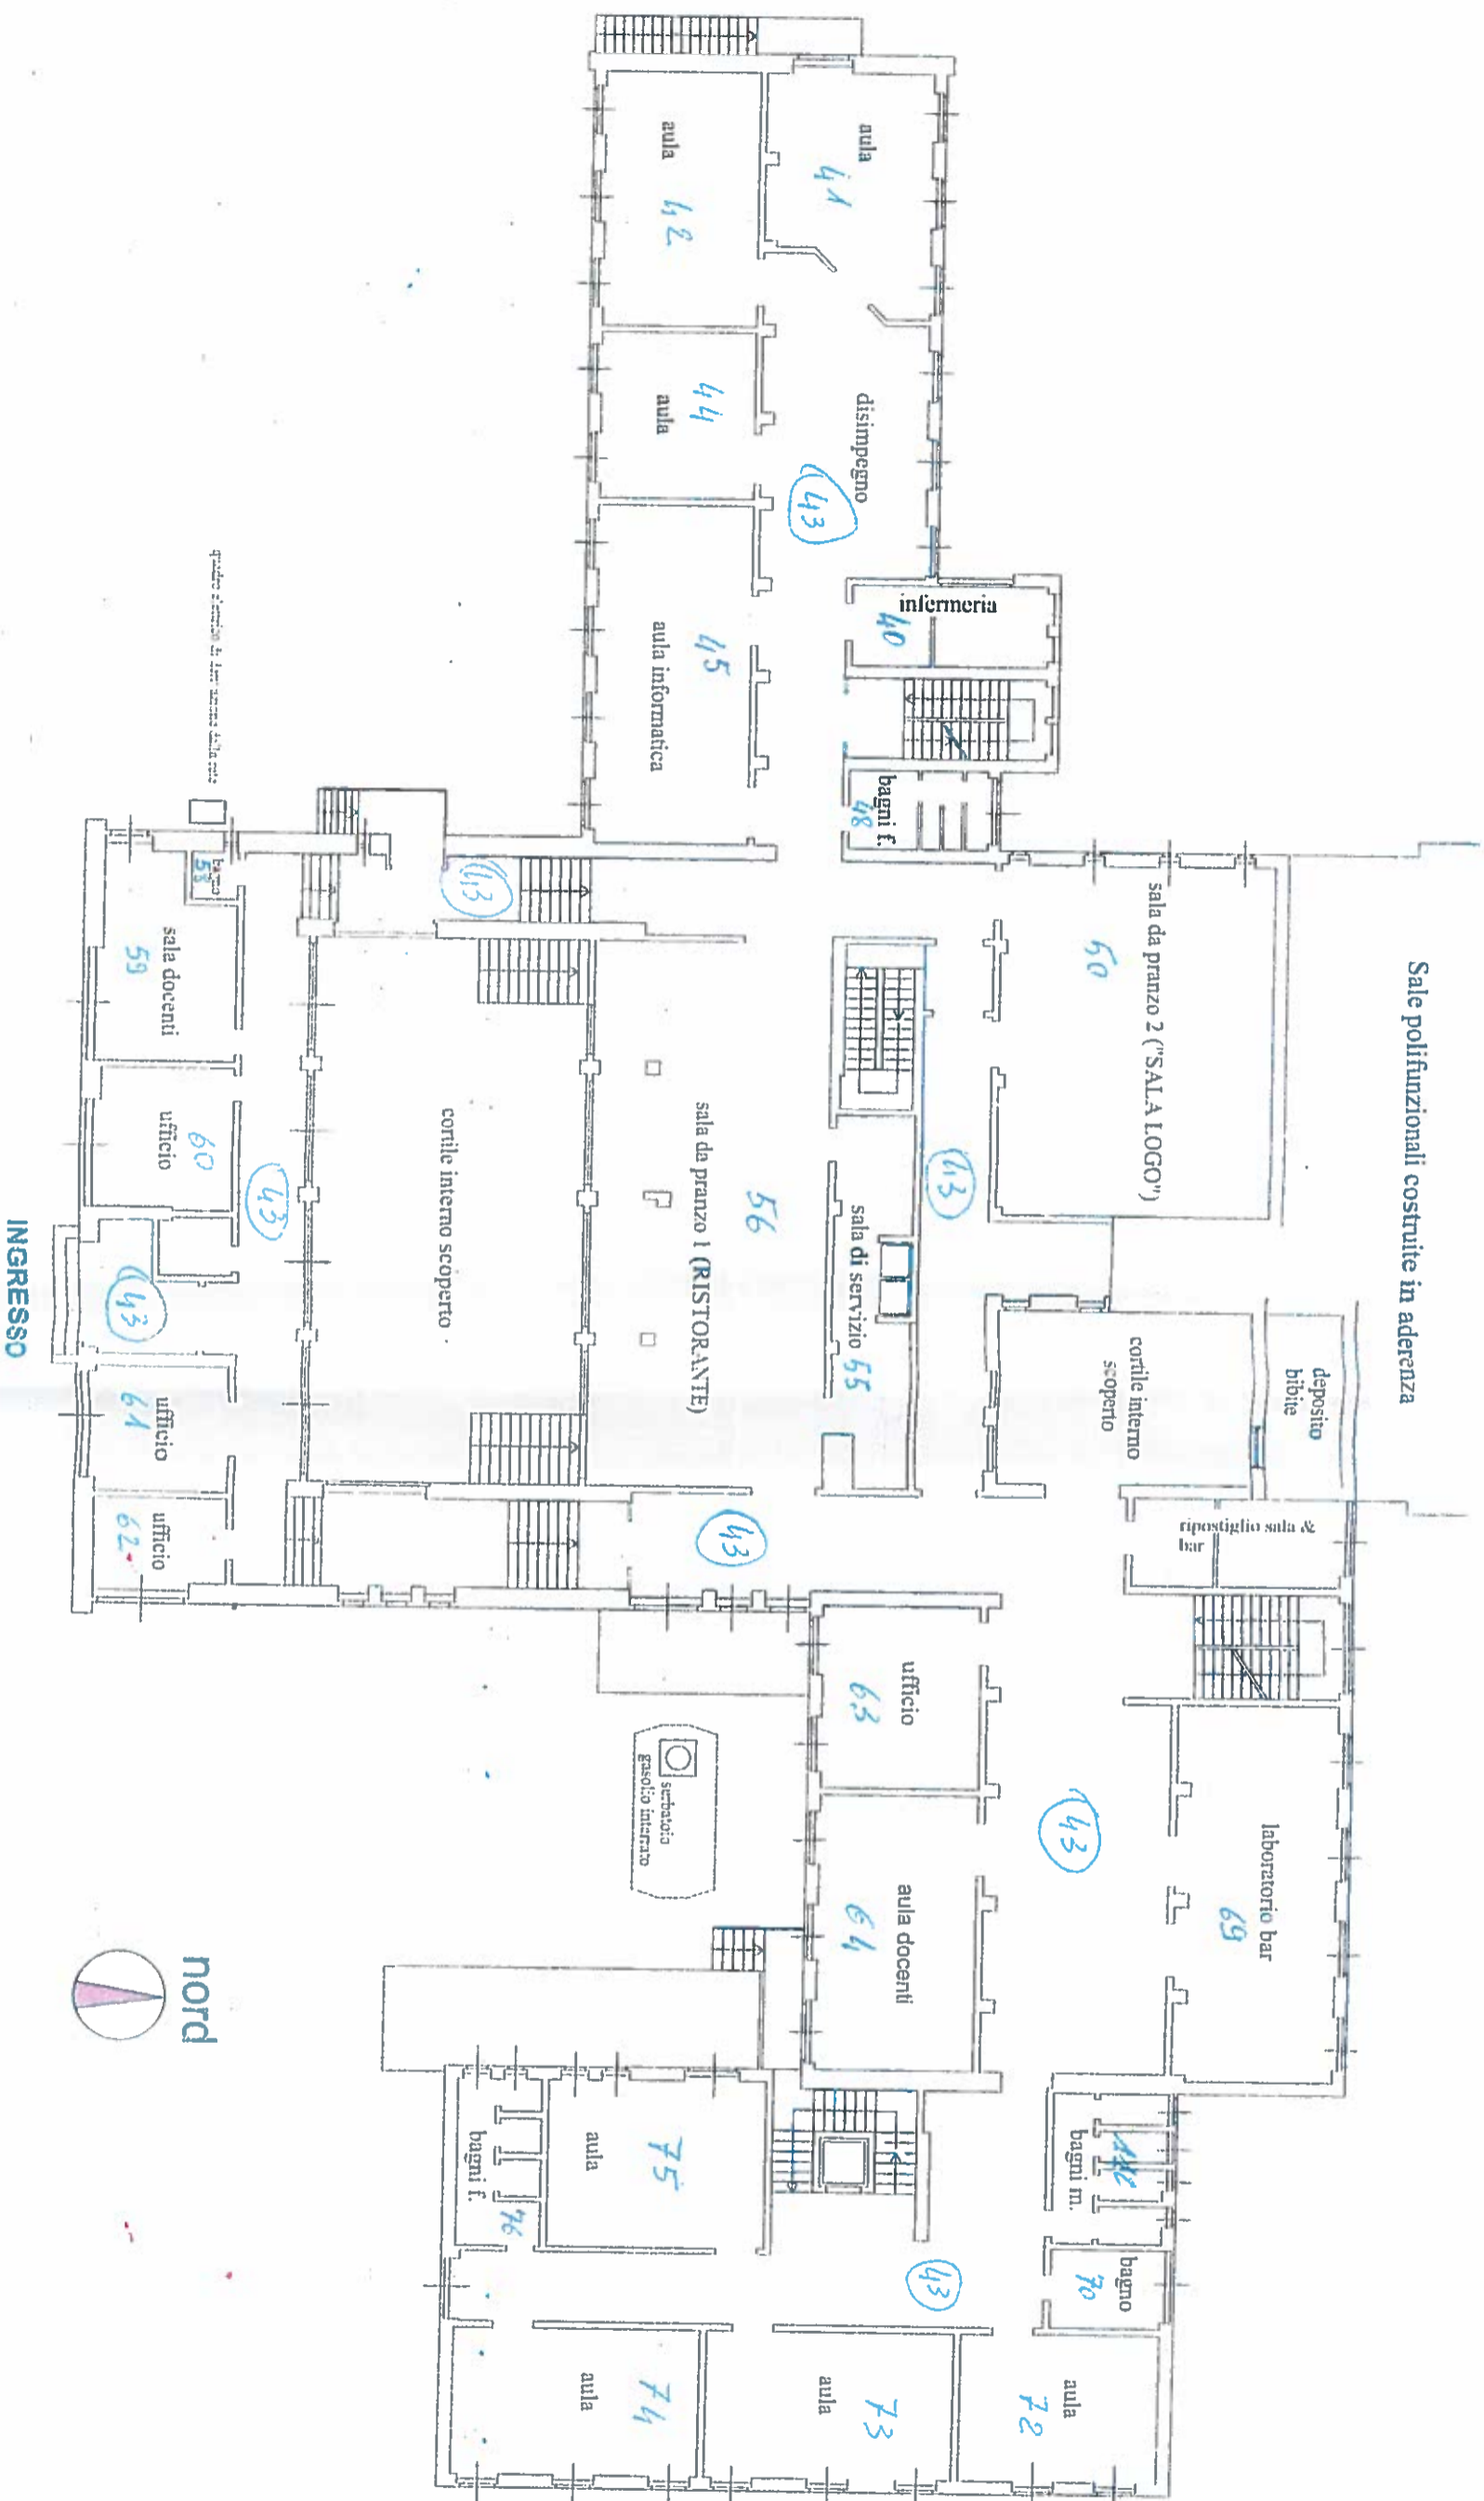 Sale polifunzionali costruite in aderenza
deposito
bibite
cortile interno
scoperto
ripostiglio sala &
bar
sala da pranzo 2 ("SALA LOGO")
50
laboratorio bar
69
bagni m.
bagno
70
aula
72
aula
41
disimpegno
43
infermeria
40
bagni f.
48
43
sala di servizio 55
43
ufficio
63
aula docenti
64
43
aula
73
aula
42
44
aula
45
aula informatica
56
sala da pranzo 1 (RISTORANTE)
43
serbatoio
gasolio interrato
75
aula
76
bagni f.
74
aula
43
cortile interno scoperto
58
sala docenti
59
60
ufficio
43
43
ufficio
61
ufficio
62
nord
INGRESSO